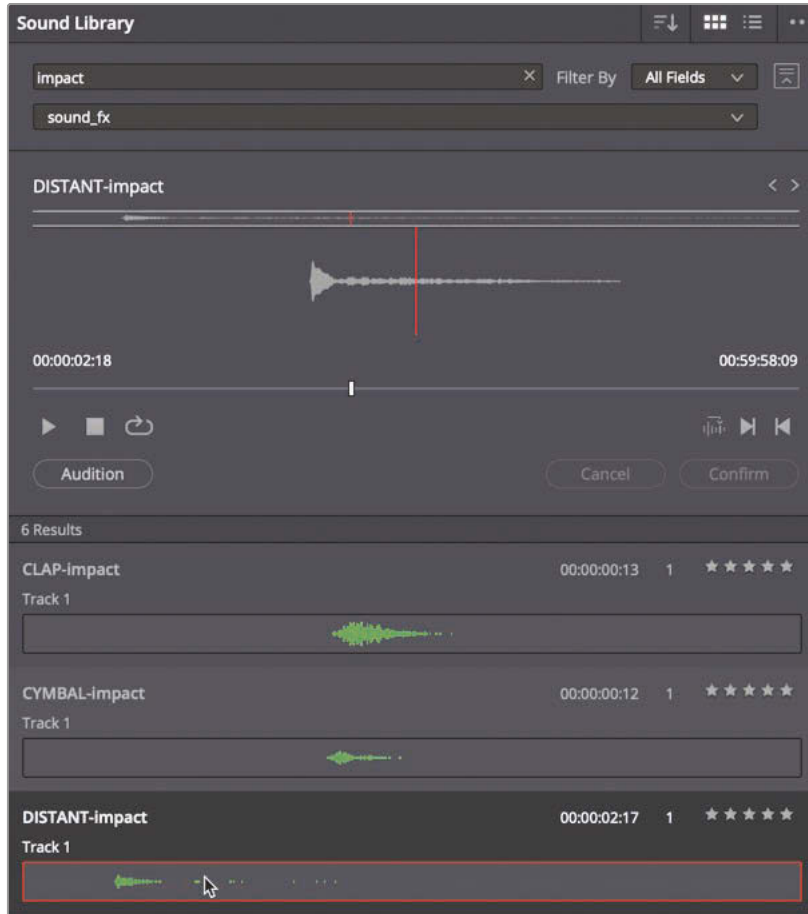 Sound Library
impact
Filter By
All Fields
sound_fx
DISTANT-impact
00:00:02:18
00:59:58:09
Audition
Cancel
Confirm
6 Results
CLAP-impact
00:00:00:13
1
Track 1
CYMBAL-impact
00:00:00:12
1
Track 1
DISTANT-impact
00:00:02:17
1
Track 1